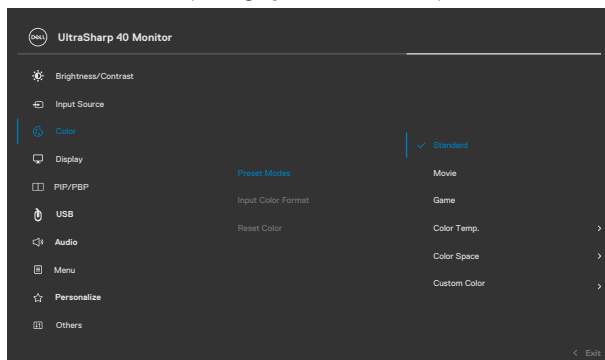 DELL
UltraSharp 40 Monitor
Brightness/Contrast
Input Source
Color
Display
PIP/PBP
USB
Audio
Menu
Personalize
Others
Preset Modes
Input Color Format
Reset Color
Standard
Movie
Game
Color Temp.
Color Space
Custom Color
Exit